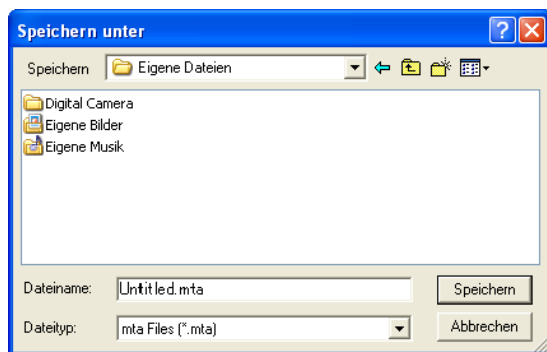 Speichern unter
Speichern Eigene Dateien
Digital Camera
Eigene Bilder
Eigene Musik
Dateiname: Untitled.mta Speichern
Dateityp: mta Files (*.mta) Abbrechen